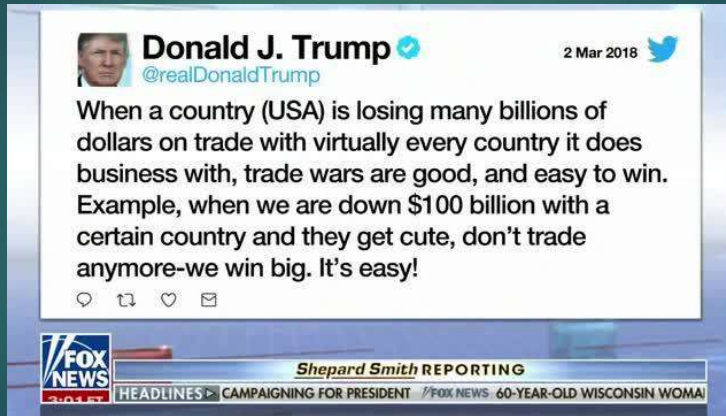 Donald J. Trump
@realDonaldTrump
2 Mar 2018
When a country (USA) is losing many billions of
dollars on trade with virtually every country it does
business with, trade wars are good, and easy to win.
Example, when we are down $100 billion with a
certain country and they get cute, don't trade
anymore-we win big. It's easy!
FOX
NEWS
Shepard Smith REPORTING
3:01 ET
HEADLINES CAMPAIGNING FOR PRESIDENT FOX NEWS 60-YEAR-OLD WISCONSIN WOMA